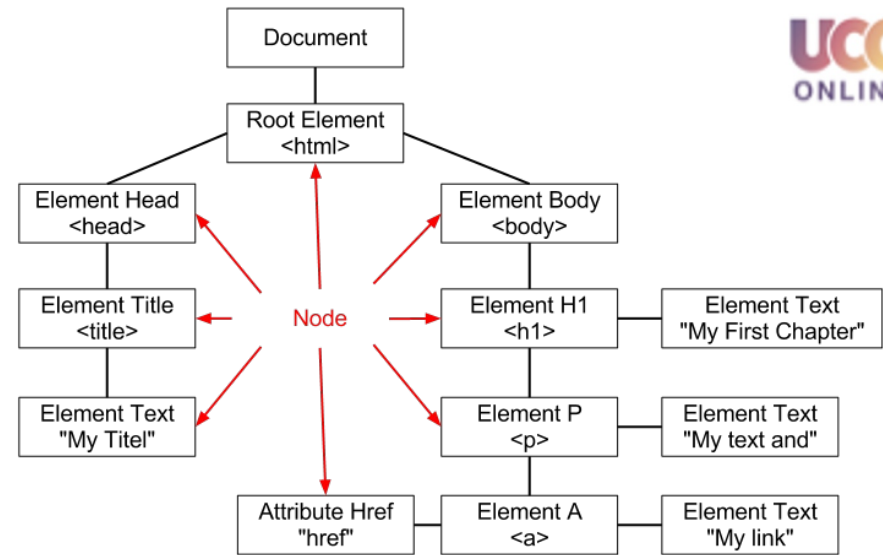 Document
UCC
ONLIN
Root Element
<html>
Element Head
<head>
Element Body
<body>
Element Title
<title>
Node
Element H1
<h1>
Element Text
"My First Chapter"
Element Text
"My Titel"
Element P
<p>
Element Text
"My text and"
Attribute Href
"href"
Element A
<a>
Element Text
"My link"